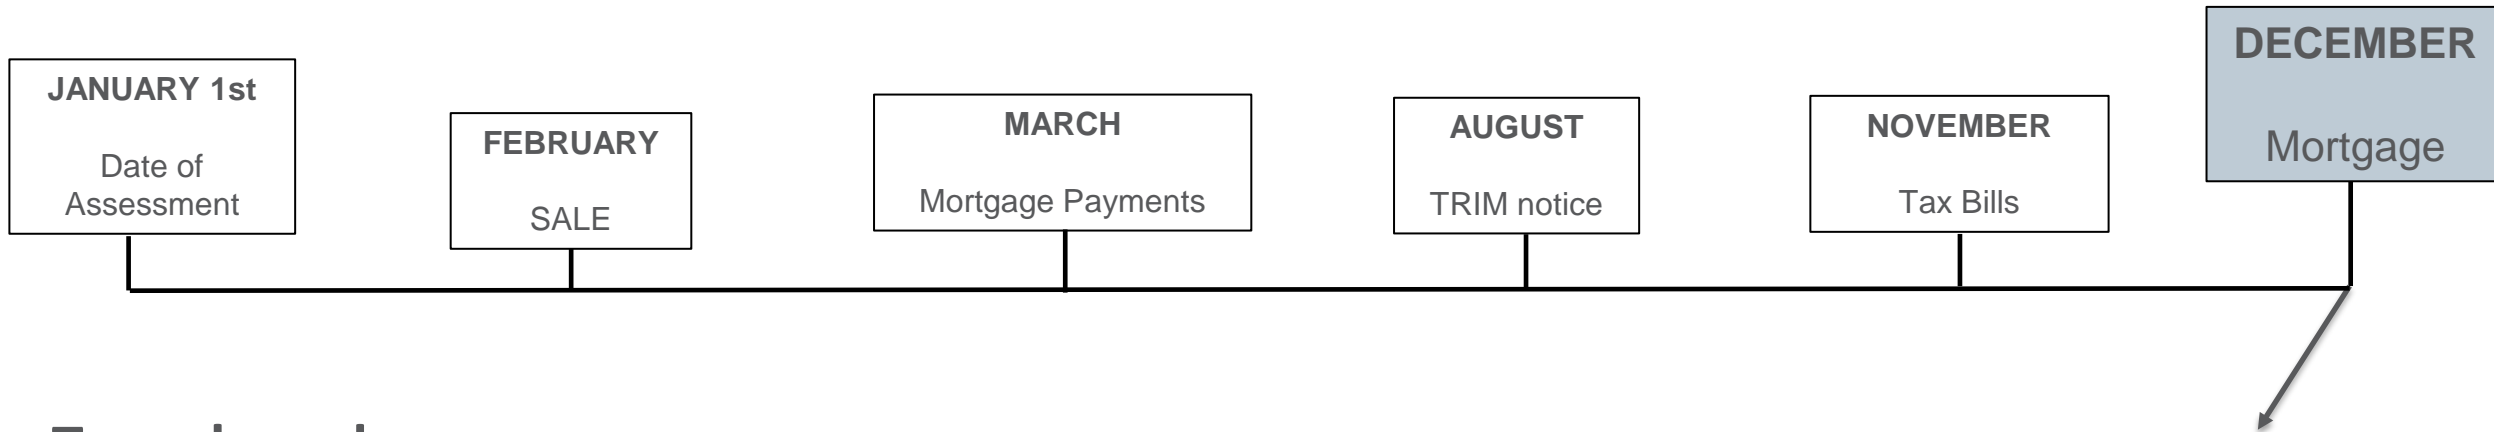 JANUARY 1st
Date of
Assessment
FEBRUARY
SALE
MARCH
Mortgage Payments
AUGUST
TRIM notice
NOVEMBER
Tax Bills
DECEMBER
Mortgage